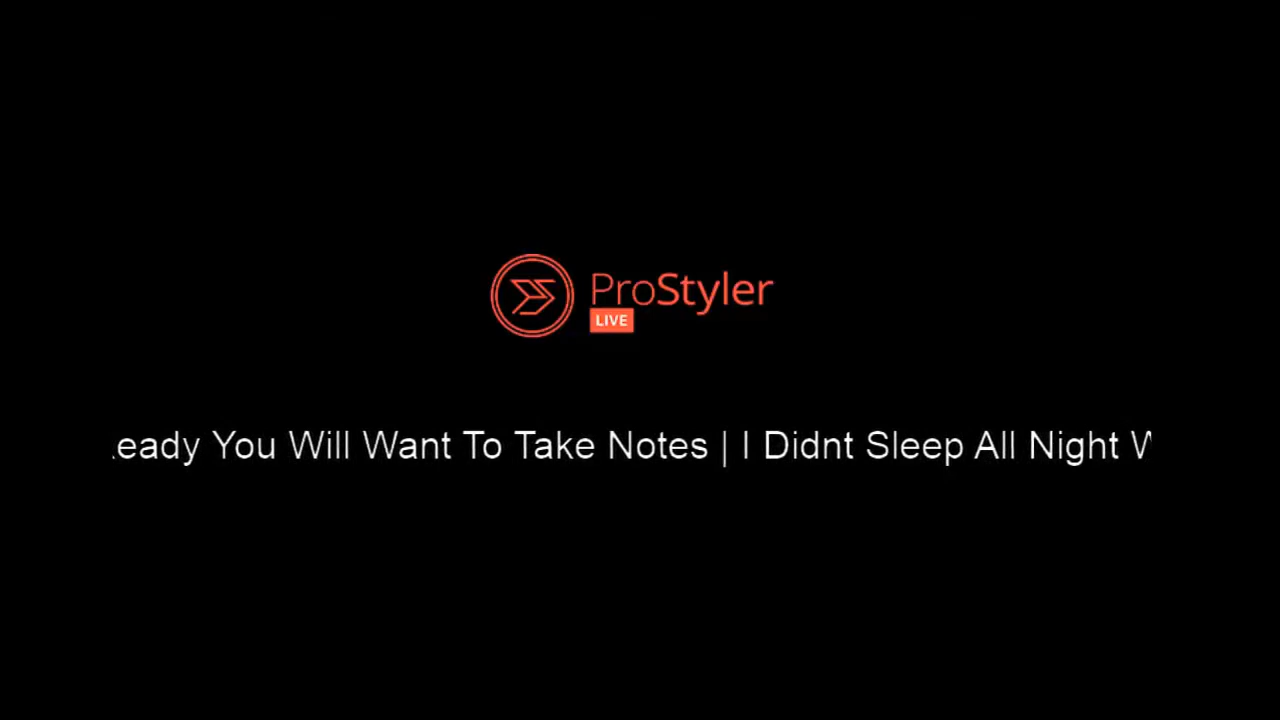 ProStyler
LIVE
eady You Will Want To Take Notes | I Didnt Sleep All Night